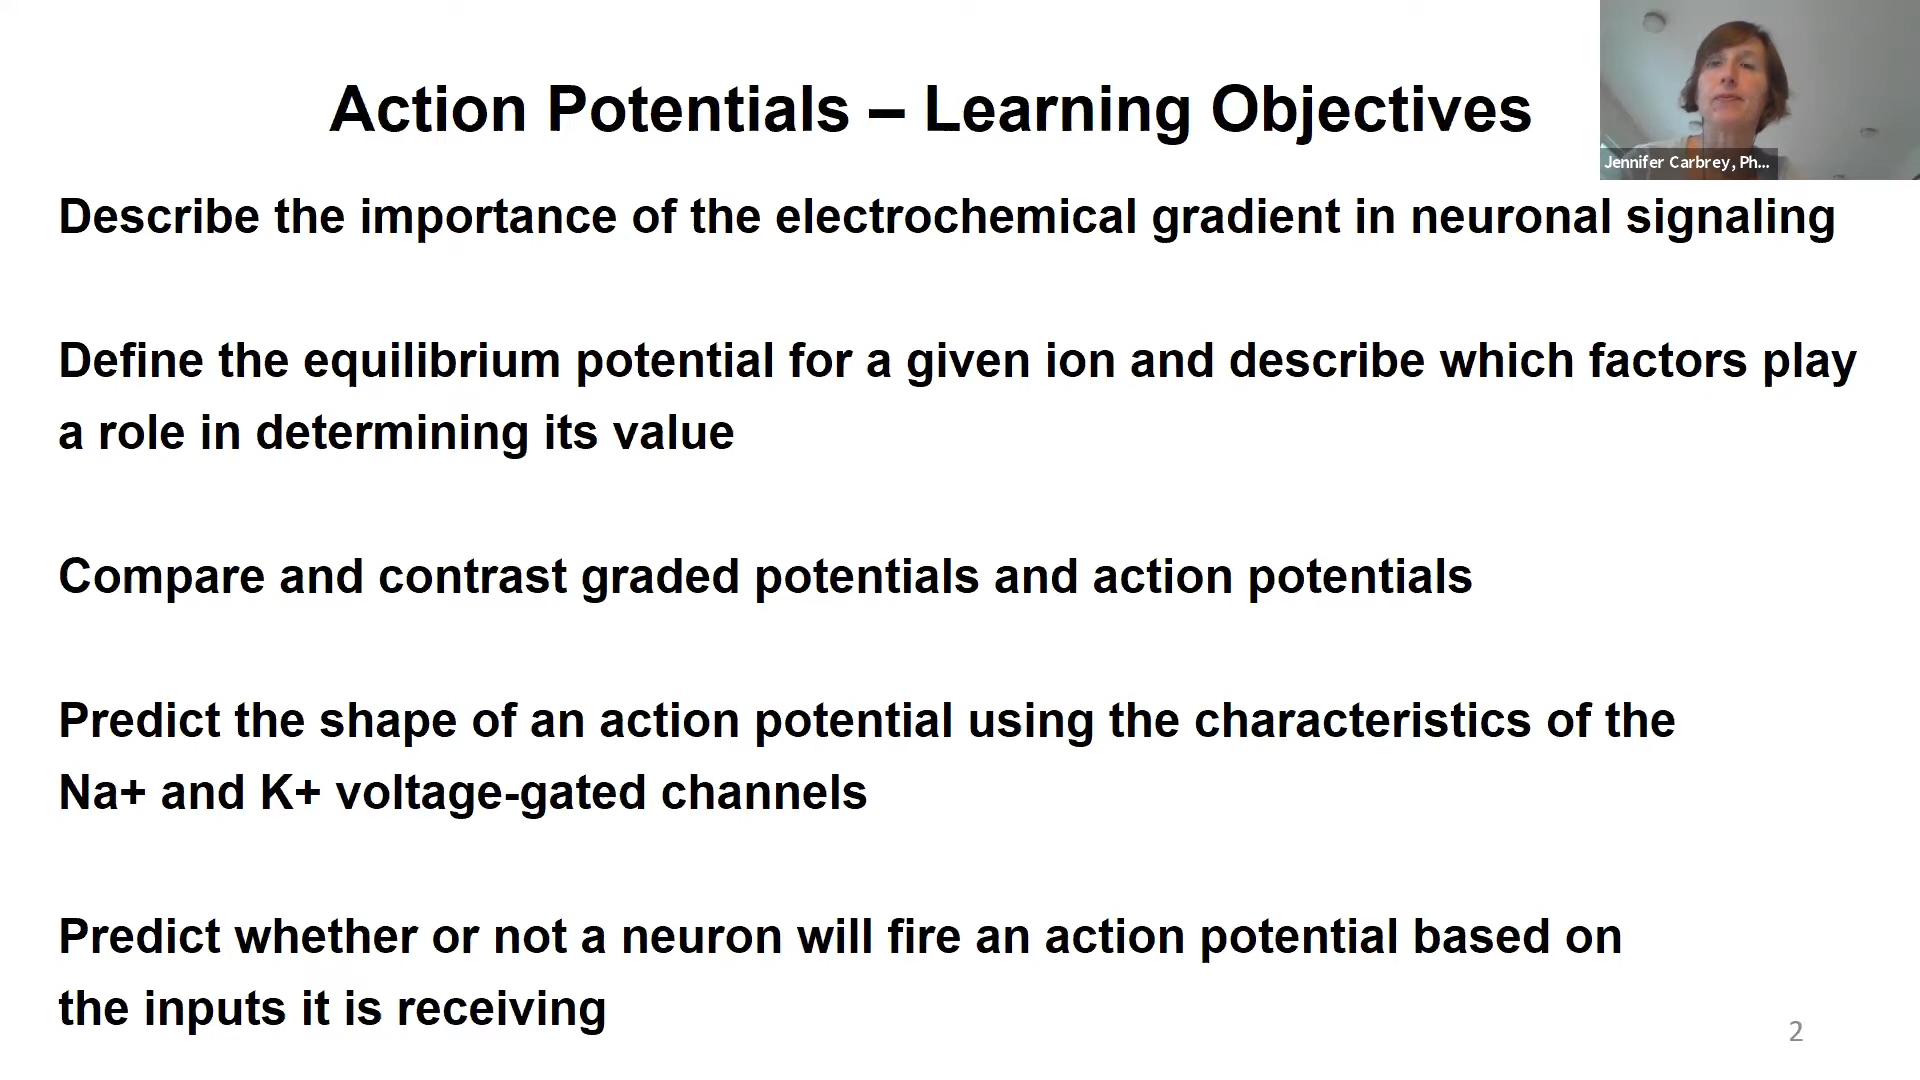 Action Potentials – Learning Objectives
Jennifer Carbrey, Ph...
Describe the importance of the electrochemical gradient in neuronal signaling
Define the equilibrium potential for a given ion and describe which factors play
a role in determining its value
Compare and contrast graded potentials and action potentials
Predict the shape of an action potential using the characteristics of the
Na+ and K+ voltage-gated channels
Predict whether or not a neuron will fire an action potential based on
the inputs it is receiving
2